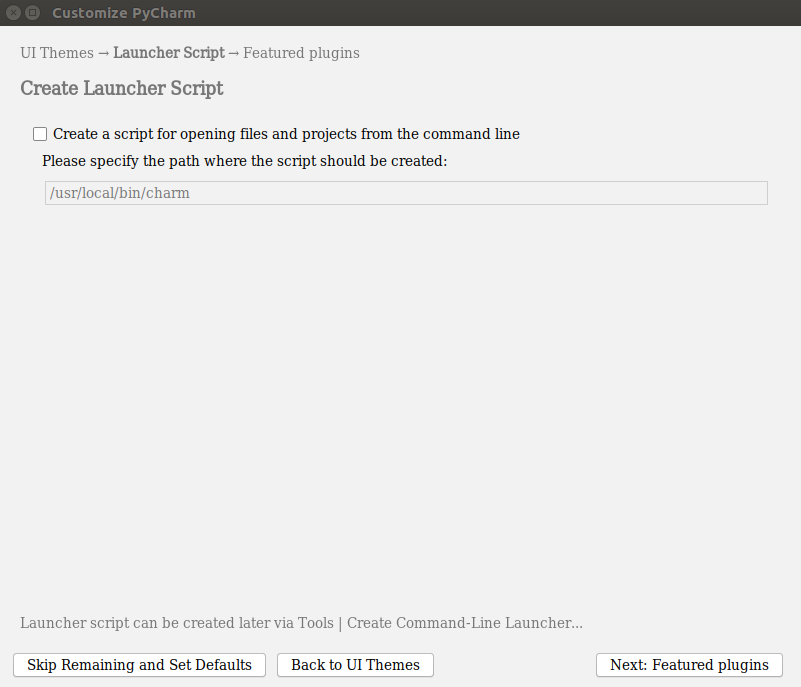 Customize PyCharm
UI Themes → Launcher Script → Featured plugins
Create Launcher Script
Create a script for opening files and projects from the command line
Please specify the path where the script should be created:
/usr/local/bin/charm
Launcher script can be created later via Tools | Create Command-Line Launcher...
Skip Remaining and Set Defaults Back to UI Themes Next: Featured plugins